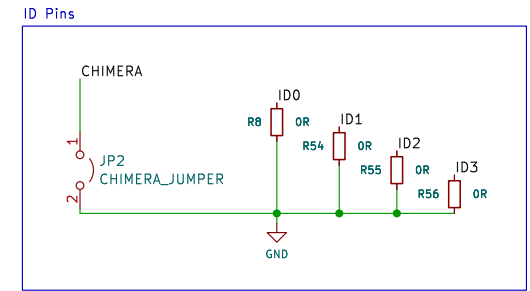 ID Pins
CHIMERA
ID0
R8 0R
ID1
R54 0R
ID2
R55 0R
ID3
R56 0R
1
JP2
CHIMERA_JUMPER
2
GND